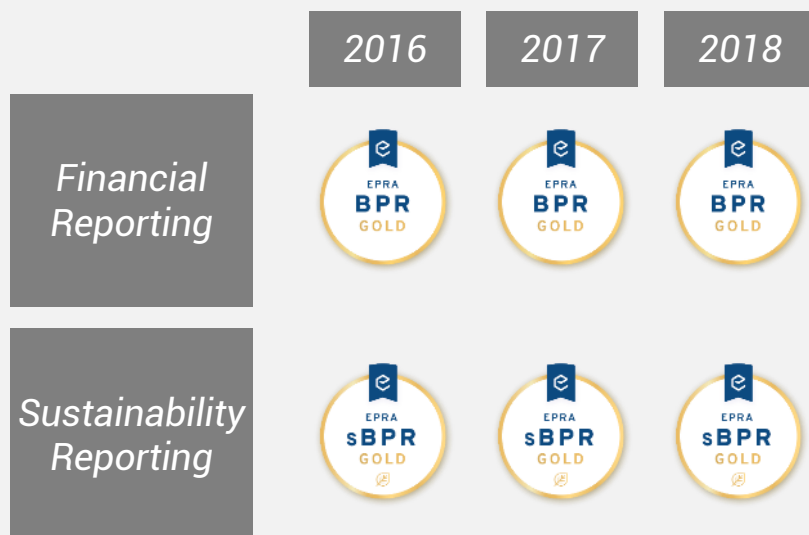 2016 2017 2018
Financial
Reporting
EPRA EPRA EPRA
BPR BPR BPR
GOLD GOLD GOLD
Sustainability
Reporting
EPRA EPRA EPRA
sBPR sBPR sBPR
GOLD GOLD GOLD